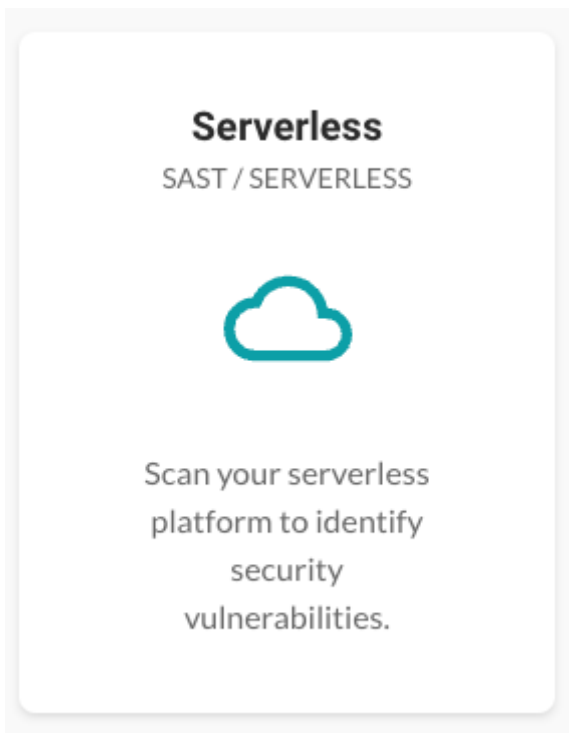 Serverless
SAST / SERVERLESS
Scan your serverless
platform to identify
security
vulnerabilities.